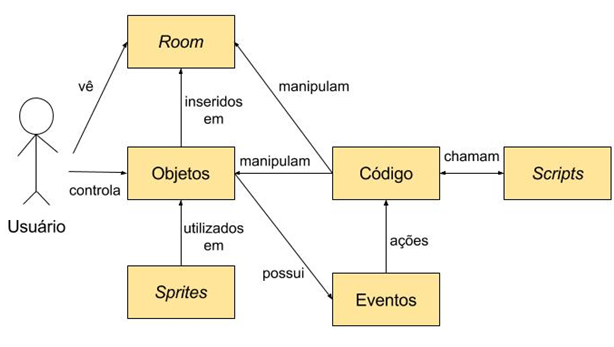 Room
vê
manipulam
inseridos
em
Objetos
manipulam
Código
chamam
Scripts
controla
Usuário
utilizados
em
ações
possui
Sprites
Eventos